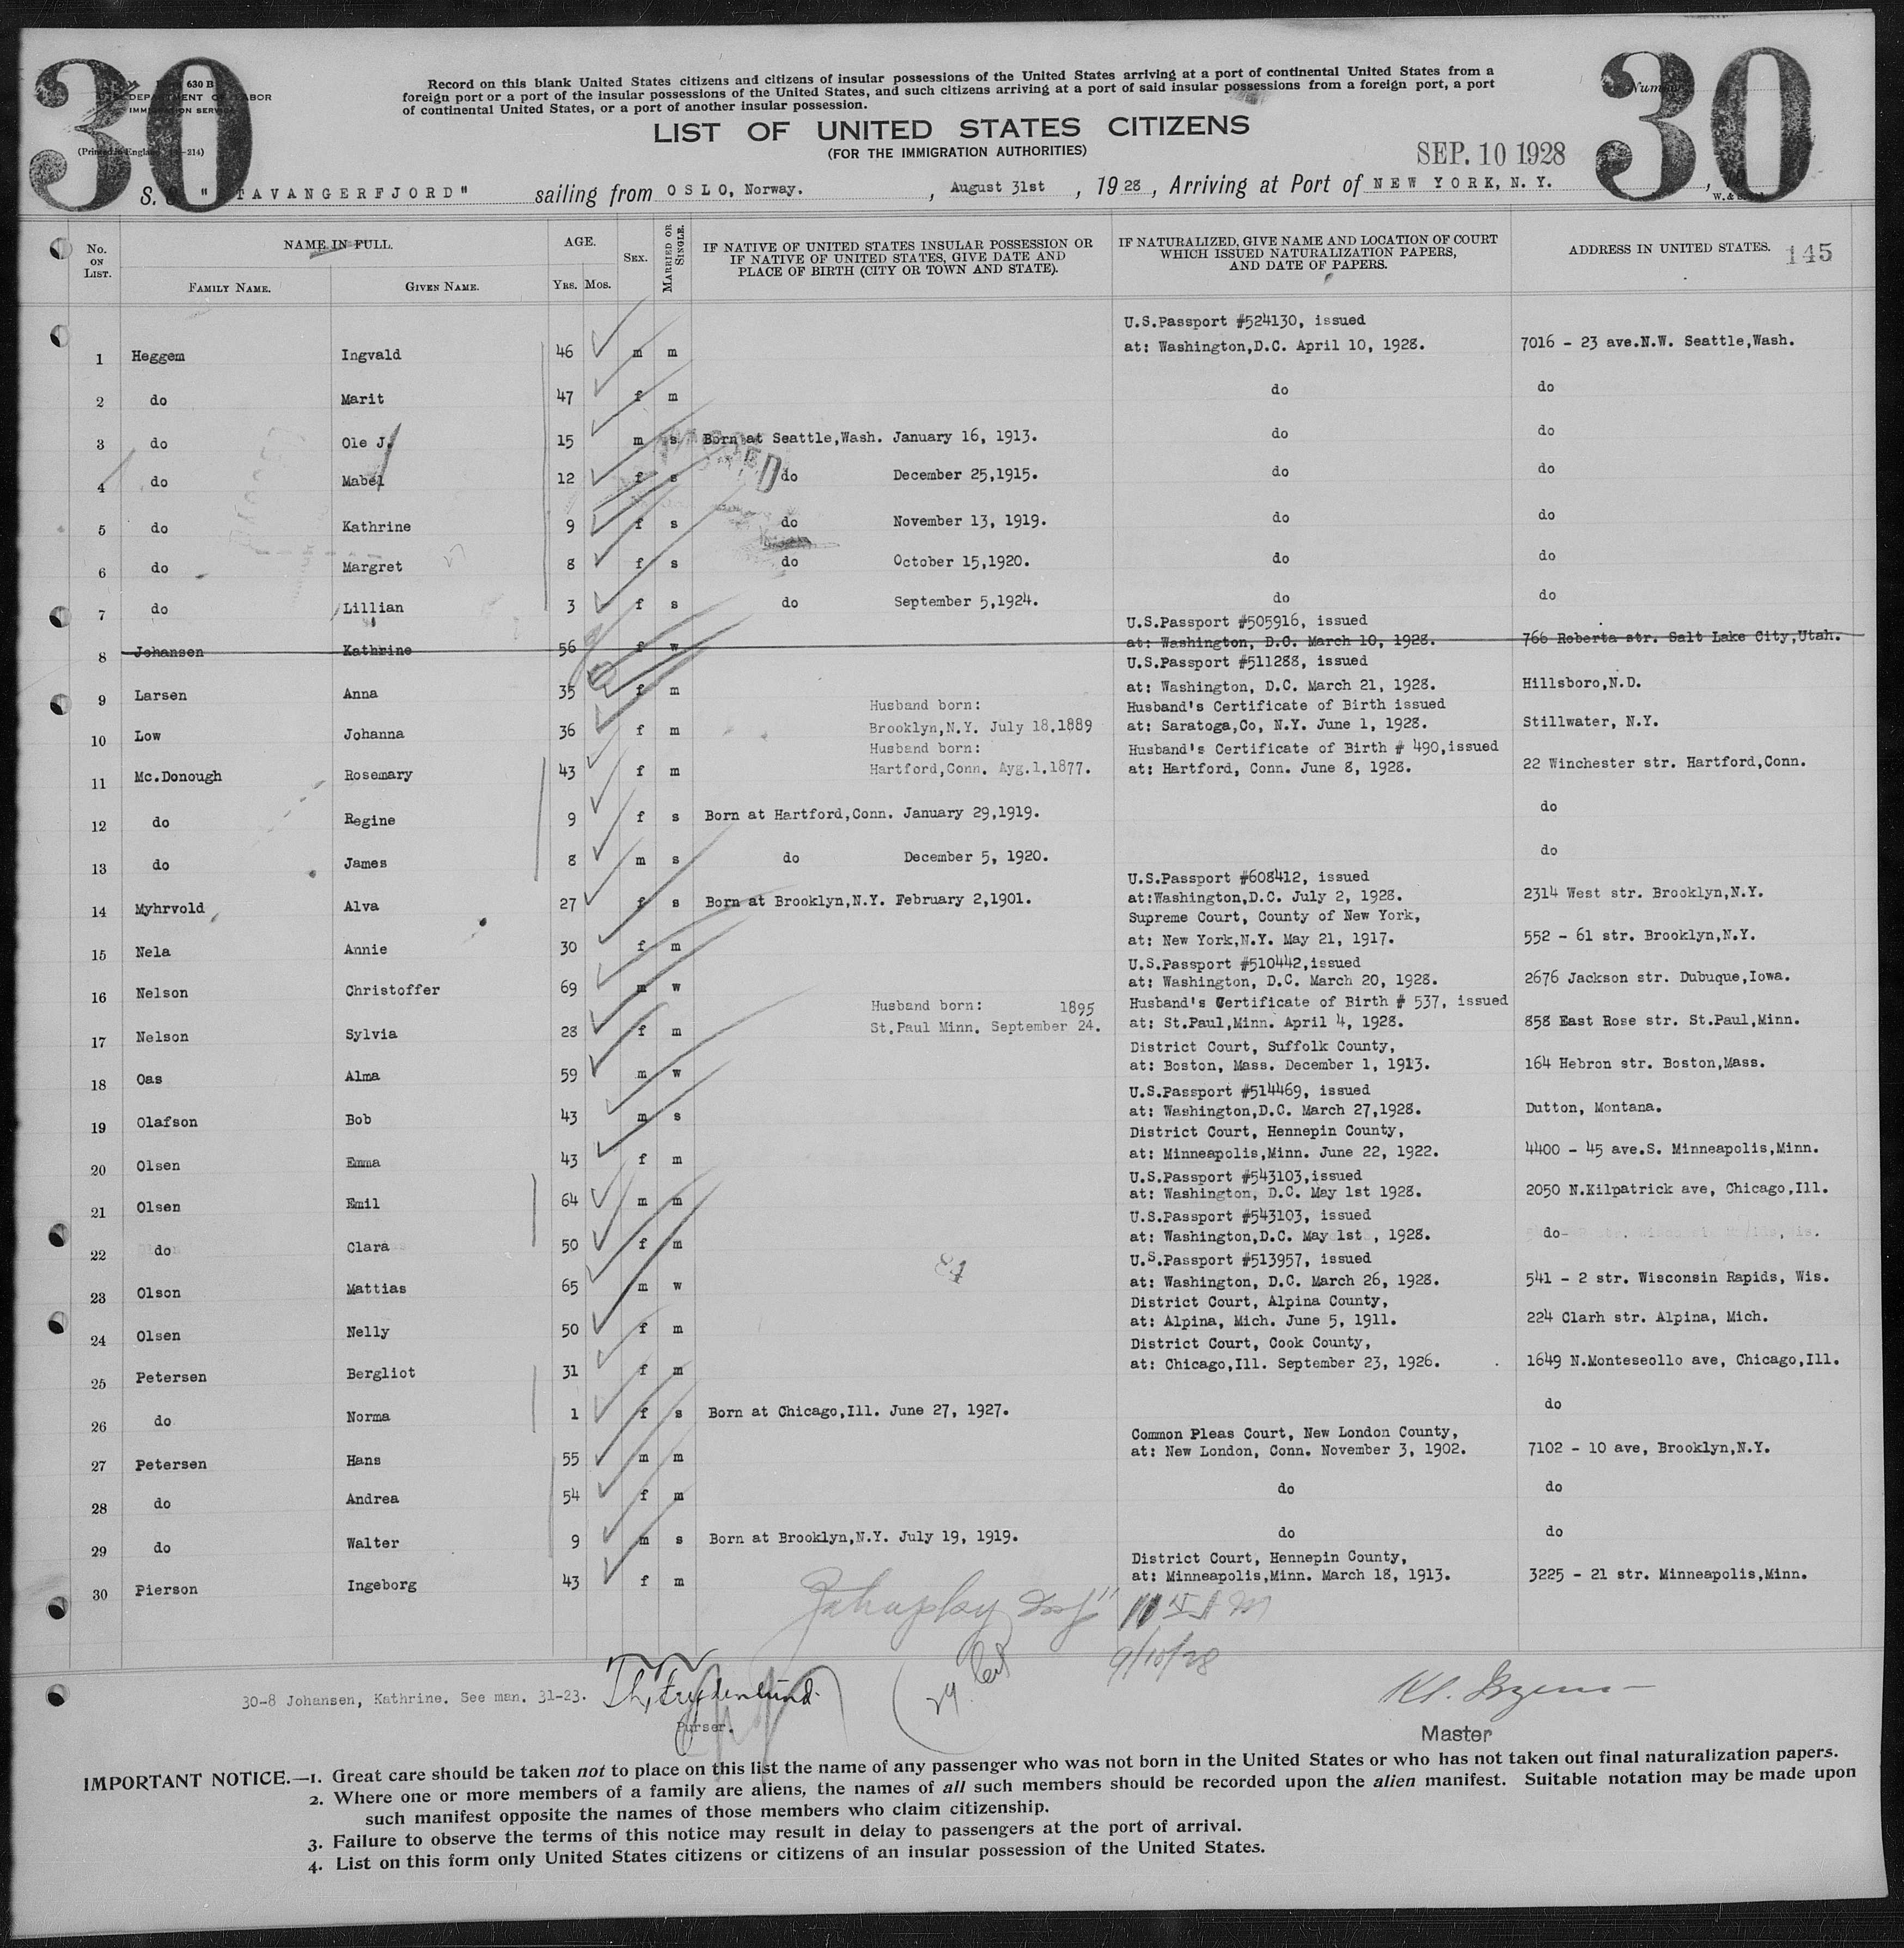 30
630 B
DEPARTMENT OF LABOR
IMMIGRATION SERVICE
(Printed in England —214)
Record on this blank United States citizens and citizens of insular possessions of the United States arriving at a port of continental United States from a
foreign port or a port of the insular possessions of the United States, and such citizens arriving at a port of said insular possessions from a foreign port, a port
of continental United States, or a port of another insular possession.
Number
30
LIST OF UNITED STATES CITIZENS
(FOR THE IMMIGRATION AUTHORITIES)
SEP. 10 1928
S. S. "STAVANGERFJORD" sailing from OSLO, Norway. , August 31st , 1928 , Arriving at Port of NEW YORK, N.Y.
No. ON LIST. NAME IN FULL. FAMILY NAME. GIVEN NAME. AGE. YRS. MOS. SEX. MARRIED OR SINGLE. IF NATIVE OF UNITED STATES INSULAR POSSESSION OR IF NATIVE OF UNITED STATES, GIVE DATE AND PLACE OF BIRTH (CITY OR TOWN AND STATE). IF NATURALIZED, GIVE NAME AND LOCATION OF COURT WHICH ISSUED NATURALIZATION PAPERS, AND DATE OF PAPERS. ADDRESS IN UNITED STATES. 145
U.S.Passport #524130, issued
1 Heggem Ingvald 46 m m at: Washington,D.C. April 10, 1928. 7016 - 23 ave.N.W. Seattle,Wash.
2 do Marit 47 f m do do
3 do Ole J. 15 m s Born at Seattle,Wash. January 16, 1913. do do
4 do Mabel 12 f s do December 25,1915. do do
5 do Kathrine 9 f s do November 13, 1919. do do
6 do Margret 8 f s do October 15,1920. do do
7 do Lillian 3 f s do September 5,1924. do do
U.S.Passport #505916, issued
8 Johansen Kathrine 56 f w at: Washington, D.C. March 10, 1928. 766 Roberta str. Salt Lake City,Utah.
U.S.Passport #511288, issued
9 Larsen Anna 35 f m at: Washington, D.C. March 21, 1928. Hillsboro,N.D.
Husband born: Husband's Certificate of Birth issued
10 Low Johanna 36 f m Brooklyn,N.Y. July 18,1889 at: Saratoga,Co, N.Y. June 1, 1928. Stillwater, N.Y.
Husband born: Husband's Certificate of Birth # 490,issued
11 Mc.Donough Rosemary 43 f m Hartford,Conn. Ayg.1.1877. at: Hartford, Conn. June 8, 1928. 22 Winchester str. Hartford,Conn.
12 do Regine 9 f s Born at Hartford,Conn. January 29,1919. do
13 do James 8 m s do December 5, 1920. do
U.S.Passport #608412, issued
14 Myhrvold Alva 27 f s Born at Brooklyn,N.Y. February 2,1901. at:Washington,D.C. July 2, 1928. 2314 West str. Brooklyn,N.Y.
Supreme Court, County of New York,
15 Nela Annie 30 f m at: New York,N.Y. May 21, 1917. 552 - 61 str. Brooklyn,N.Y.
U.S.Passport #510442,issued
16 Nelson Christoffer 69 m w at: Washington, D.C. March 20, 1928. 2676 Jackson str. Dubuque,Iowa.
Husband born: 1895 Husband's Certificate of Birth # 537, issued
17 Nelson Sylvia 28 f m St.Paul Minn. September 24. at: St.Paul,Minn. April 4, 1928. 858 East Rose str. St.Paul,Minn.
District Court, Suffolk County,
18 Oas Alma 59 m w at: Boston, Mass. December 1, 1913. 164 Hebron str. Boston,Mass.
U.S.Passport #514469, issued
19 Olafson Bob 43 m s at: Washington,D.C. March 27,1928. Dutton, Montana.
District Court, Hennepin County,
20 Olsen Emma 43 f m at: Minneapolis,Minn. June 22, 1922. 4400 - 45 ave.S. Minneapolis,Minn.
U.S.Passport #543103,issued
21 Olsen Emil 64 m m at: Washington, D.C. May 1st 1928. 2050 N.Kilpatrick ave, Chicago,Ill.
U.S.Passport #543103, issued
22 do Clara 50 f m at: Washington,D.C. May 1st , 1928. do
84 U.S.Passport #513957, issued
23 Olson Mattias 65 m w at: Washington, D.C. March 26, 1928. 541 - 2 str. Wisconsin Rapids, Wis.
District Court, Alpina County,
24 Olsen Nelly 50 f m at: Alpina, Mich. June 5, 1911. 224 Clarh str. Alpina, Mich.
District Court, Cook County,
25 Petersen Bergliot 31 f m at: Chicago,Ill. September 23, 1926. 1649 N.Monteseollo ave, Chicago,Ill.
26 do Norma 1 f s Born at Chicago,Ill. June 27, 1927. do
Common Pleas Court, New London County,
27 Petersen Hans 55 m m at: New London, Conn. November 3, 1902. 7102 - 10 ave, Brooklyn,N.Y.
28 do Andrea 54 f m do do
29 do Walter 9 m s Born at Brooklyn,N.Y. July 19, 1919. do do
District Court, Hennepin County,
30 Pierson Ingeborg 43 f m at: Minneapolis,Minn. March 18, 1913. 3225 - 21 str. Minneapolis,Minn.
9/10/28
30-8 Johansen, Kathrine. See man. 31-23.
Purser.
Master
IMPORTANT NOTICE.—1. Great care should be taken not to place on this list the name of any passenger who was not born in the United States or who has not taken out final naturalization papers.
2. Where one or more members of a family are aliens, the names of all such members should be recorded upon the alien manifest. Suitable notation may be made upon
such manifest opposite the names of those members who claim citizenship.
3. Failure to observe the terms of this notice may result in delay to passengers at the port of arrival.
4. List on this form only United States citizens or citizens of an insular possession of the United States.